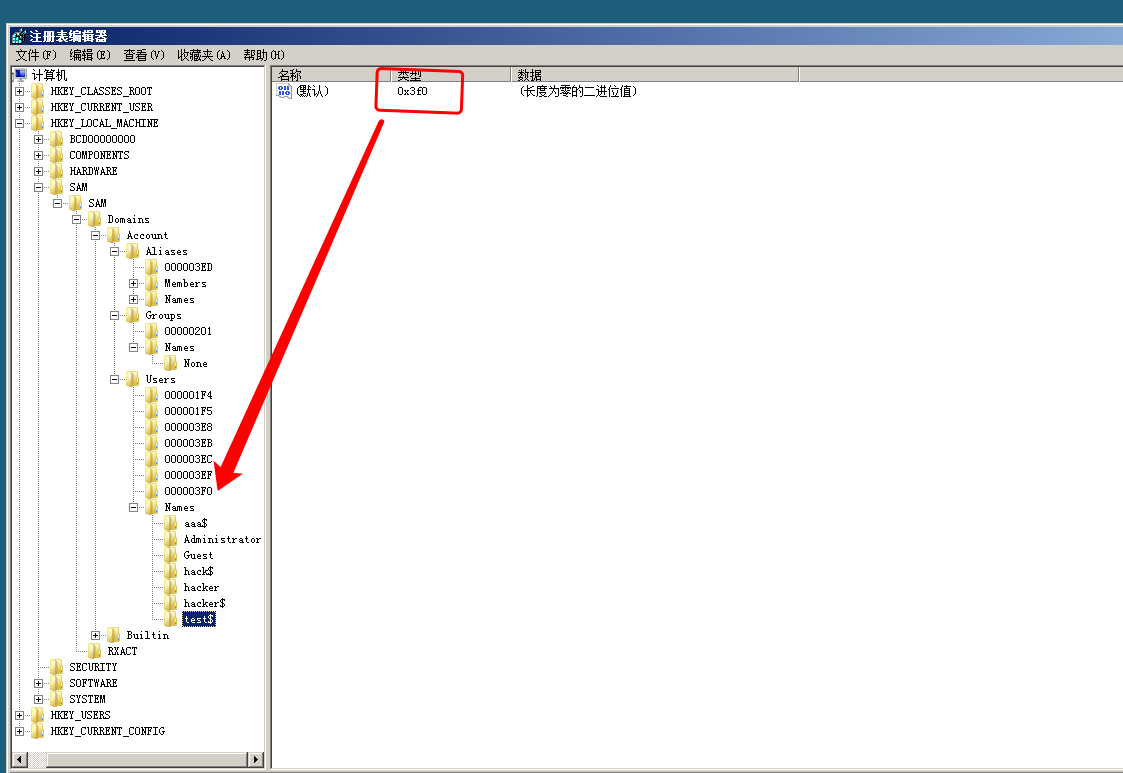 注册表编辑器
文件(F) 编辑(E) 查看(V) 收藏夹(A) 帮助(H)
计算机
HKEY_CLASSES_ROOT
HKEY_CURRENT_USER
HKEY_LOCAL_MACHINE
BCD00000000
COMPONENTS
HARDWARE
SAM
SAM
Domains
Account
Aliases
000003ED
Members
Names
Groups
00000201
Names
None
Users
000001F4
000001F5
000003E8
000003EB
000003EC
000003EF
000003F0
Names
aaa$
Administrator
Guest
hack$
hacker
hacker$
test$
Builtin
RXACT
SECURITY
SOFTWARE
SYSTEM
HKEY_USERS
HKEY_CURRENT_CONFIG
名称 类型 数据
(默认) 0x3f0 (长度为零的二进位值)